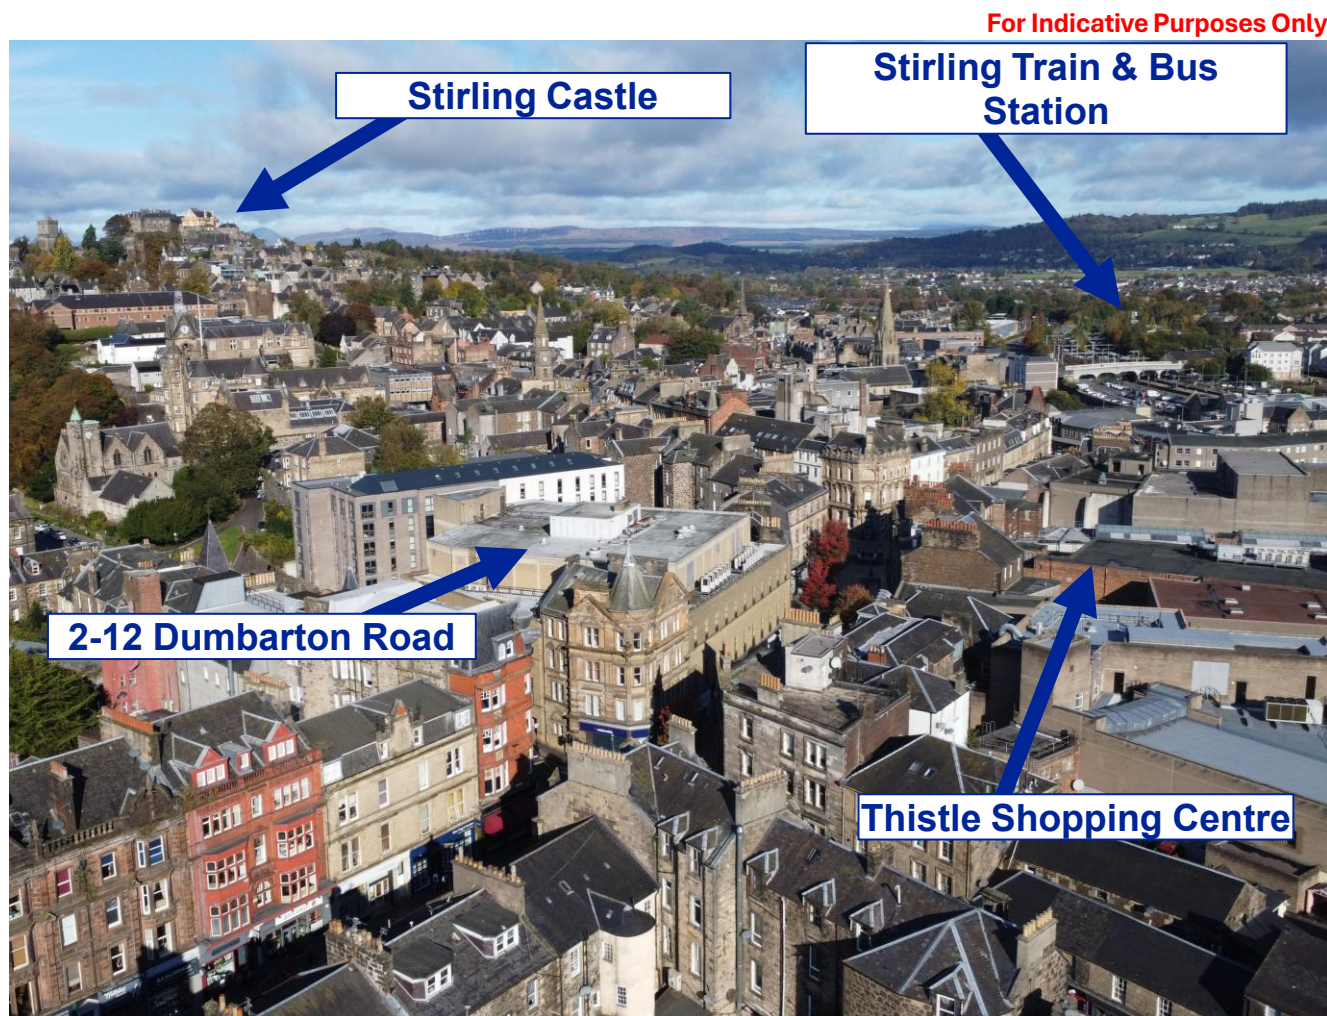 For Indicative Purposes Only
Stirling Castle
Stirling Train & Bus
Station
2-12 Dumbarton Road
Thistle Shopping Centre